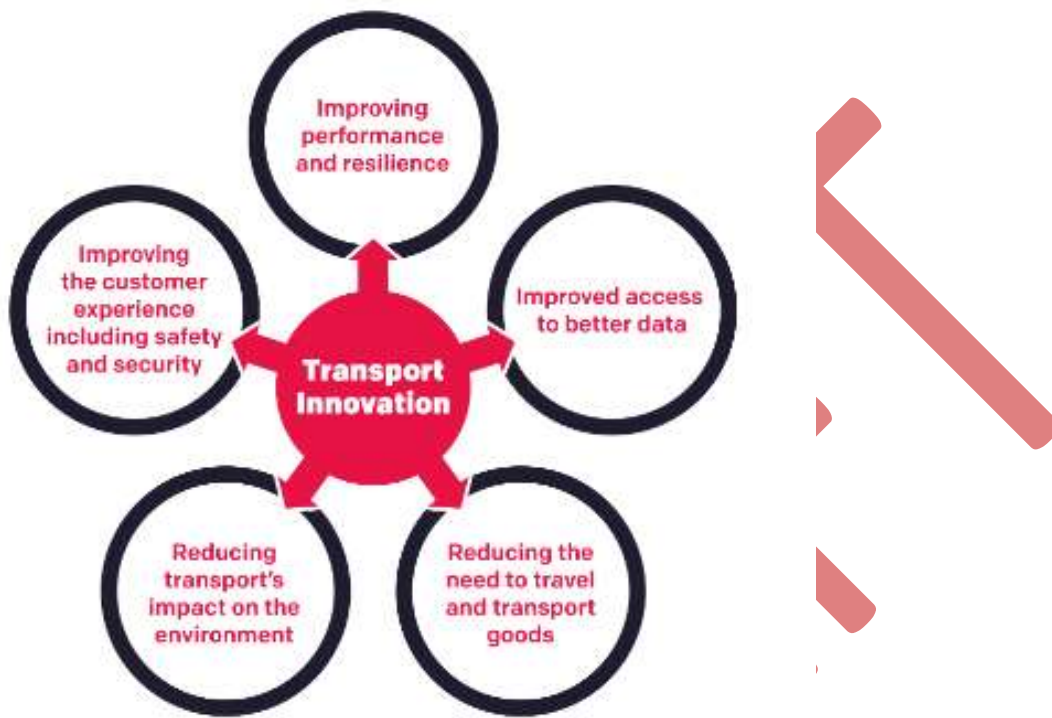 Improving
performance
and resilience
Improving
the customer
experience
including safety
and security
Improved access
to better data
Transport
Innovation
Reducing
transport's
impact on the
environment
Reducing the
need to travel
and transport
goods